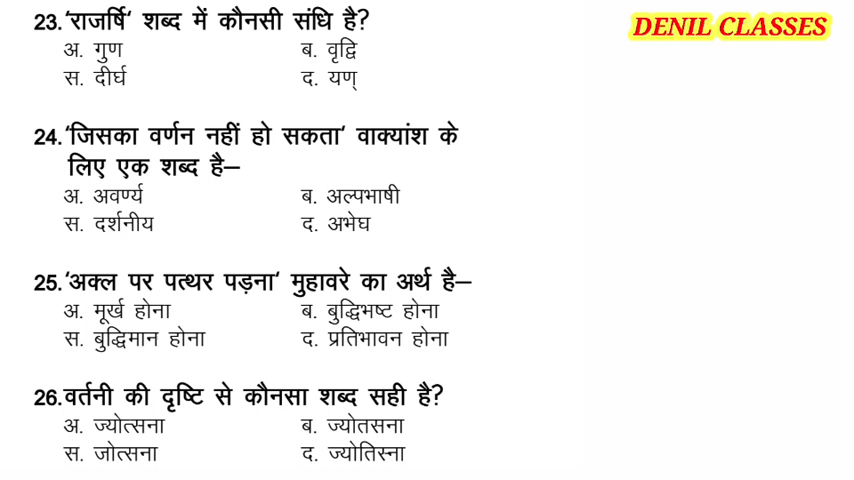 DENIL CLASSES
23. ‘राजर्षि‘ शब्द में कौनसी संधि है?
अ. गुण ब. वृद्वि
स. दीर्घ द. यण्
24. ‘जिसका वर्णन नहीं हो सकता‘ वाक्यांश के
लिए एक शब्द है–
अ. अवर्ण्य ब. अल्पभाषी
स. दर्शनीय द. अभेघ
25. ‘अक्ल पर पत्थर पड़ना‘ मुहावरे का अर्थ है–
अ. मूर्ख होना ब. बुद्धिभष्ट होना
स. बुद्धिमान होना द. प्रतिभावन होना
26. वर्तनी की दृष्टि से कौनसा शब्द सही है?
अ. ज्योत्सना ब. ज्योतसना
स. जोत्सना द. ज्योतिस्ना